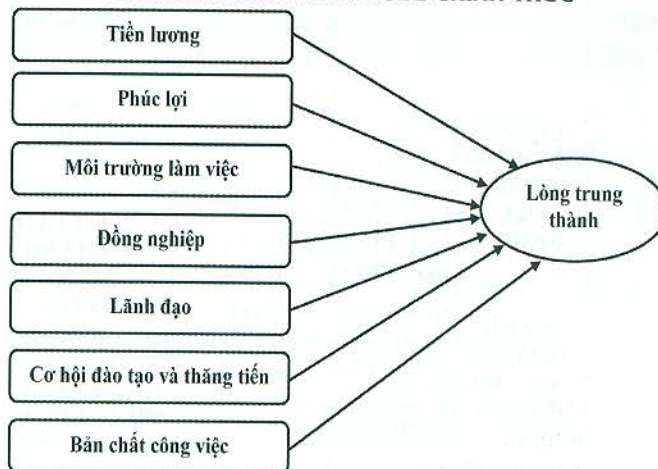 Tiền lương
Phúc lợi
Môi trường làm việc
Đồng nghiệp
Lãnh đạo
Cơ hội đào tạo và thăng tiến
Bản chất công việc
Lòng trung
thành